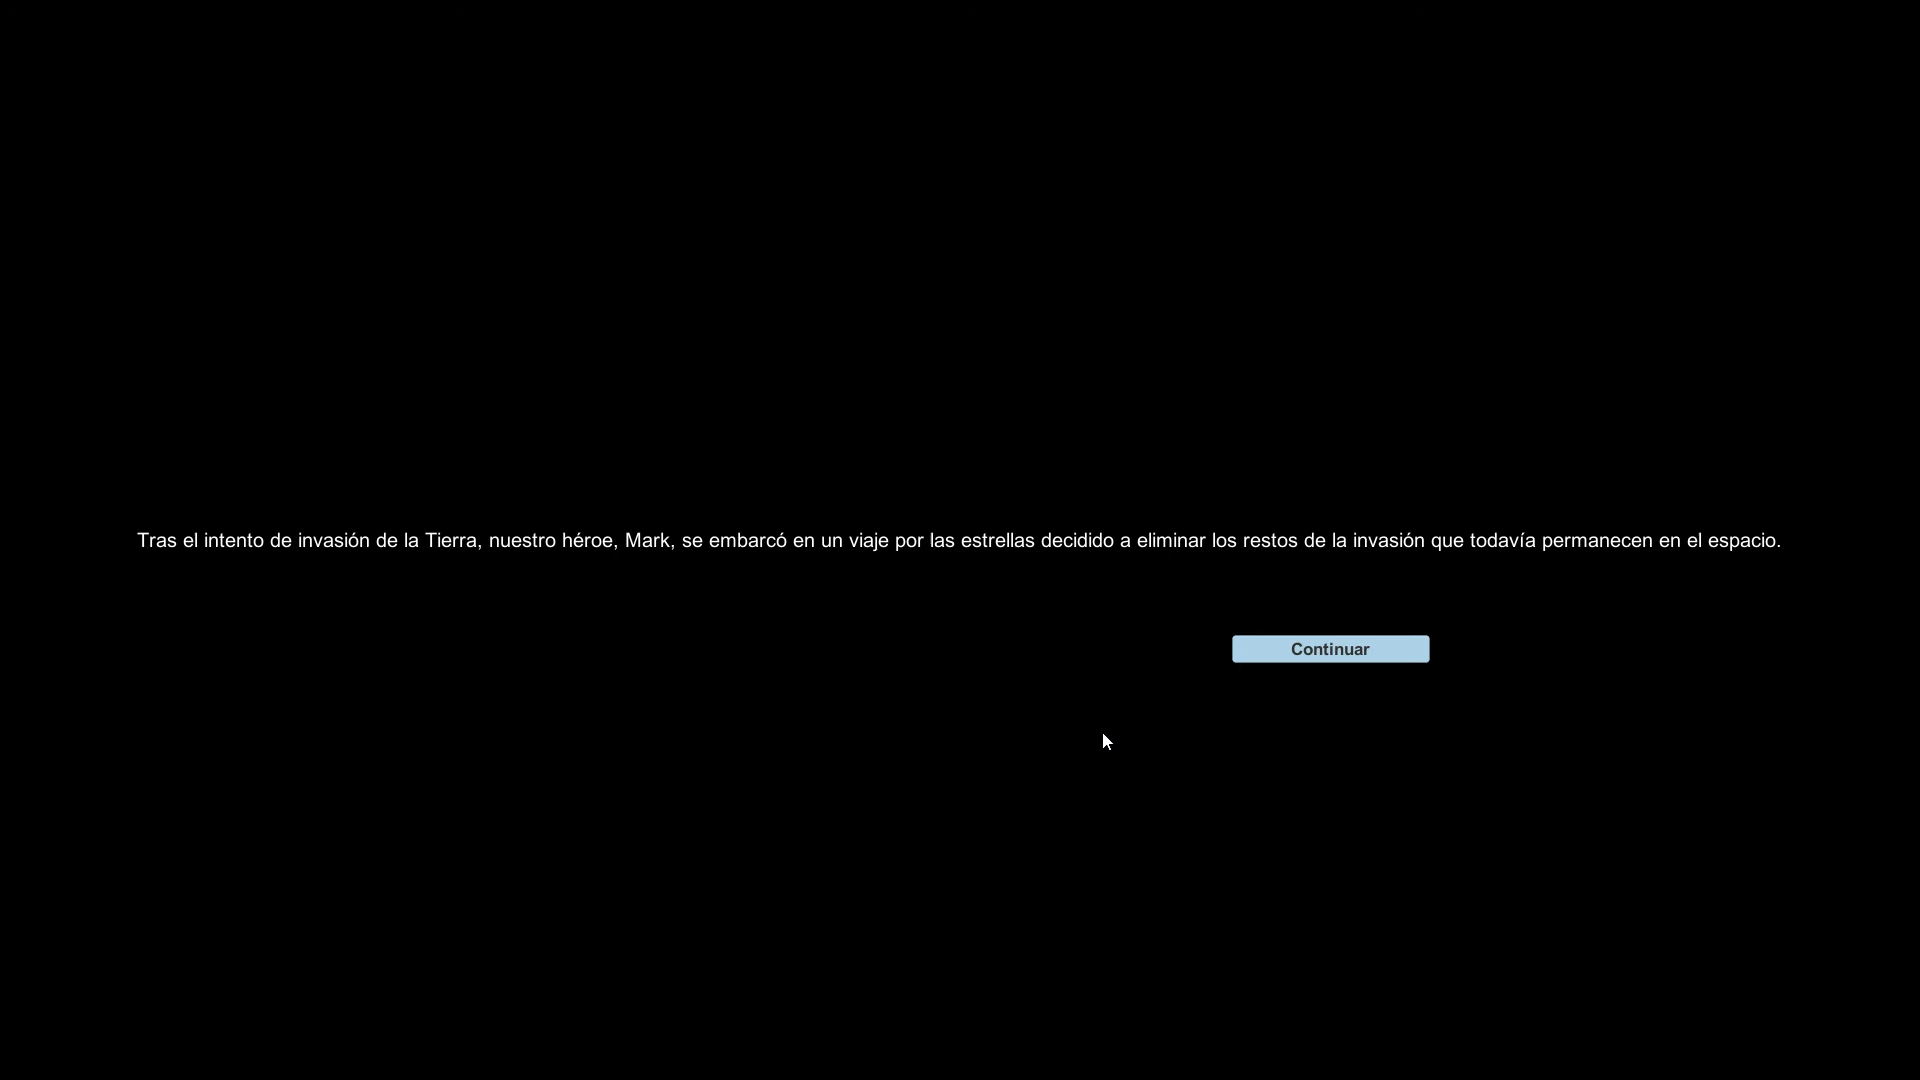 Tras el intento de invasión de la Tierra, nuestro héroe, Mark, se embarcó en un viaje por las estrellas decidido a eliminar los restos de la invasión que todavía permanecen en el espacio.
Continuar